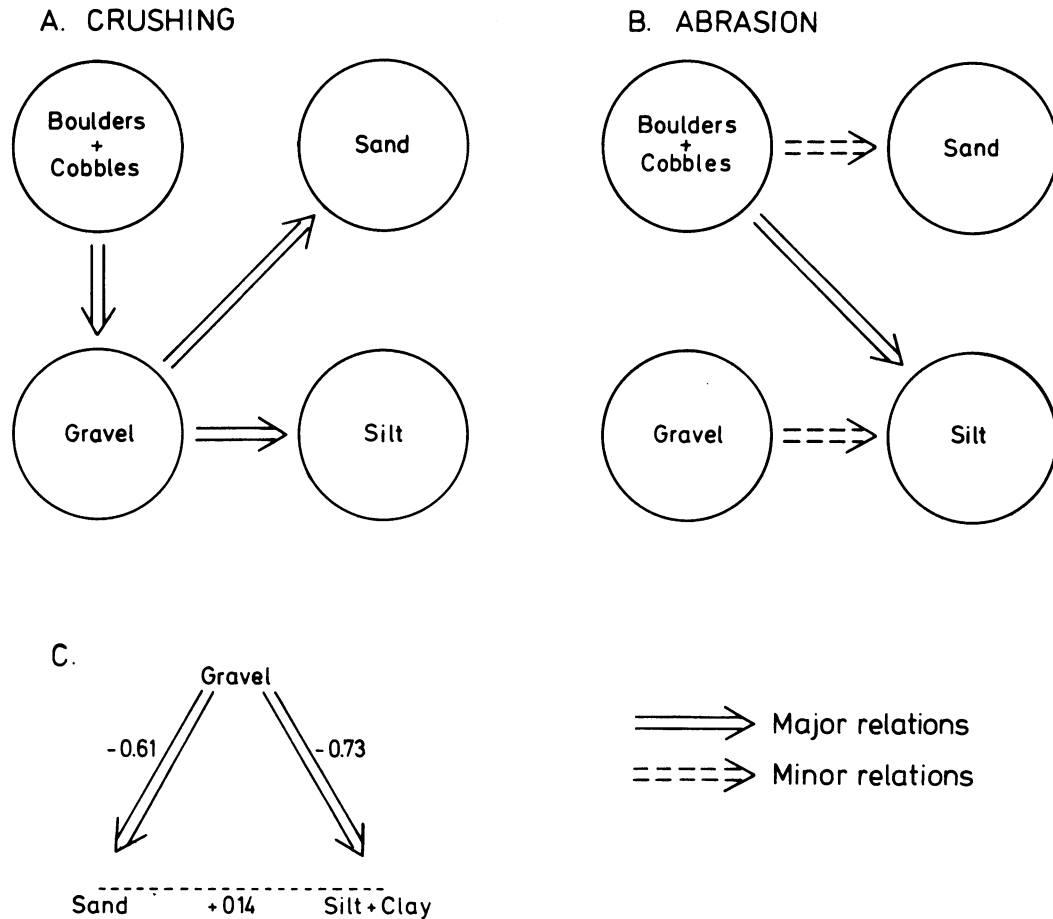 A. CRUSHING
Boulders
+
Cobbles
Sand
Gravel
Silt
B. ABRASION
Boulders
+
Cobbles
Sand
Gravel
Silt
C.
Gravel
-0.61
-0.73
Sand
+014
Silt+Clay
Major relations
Minor relations